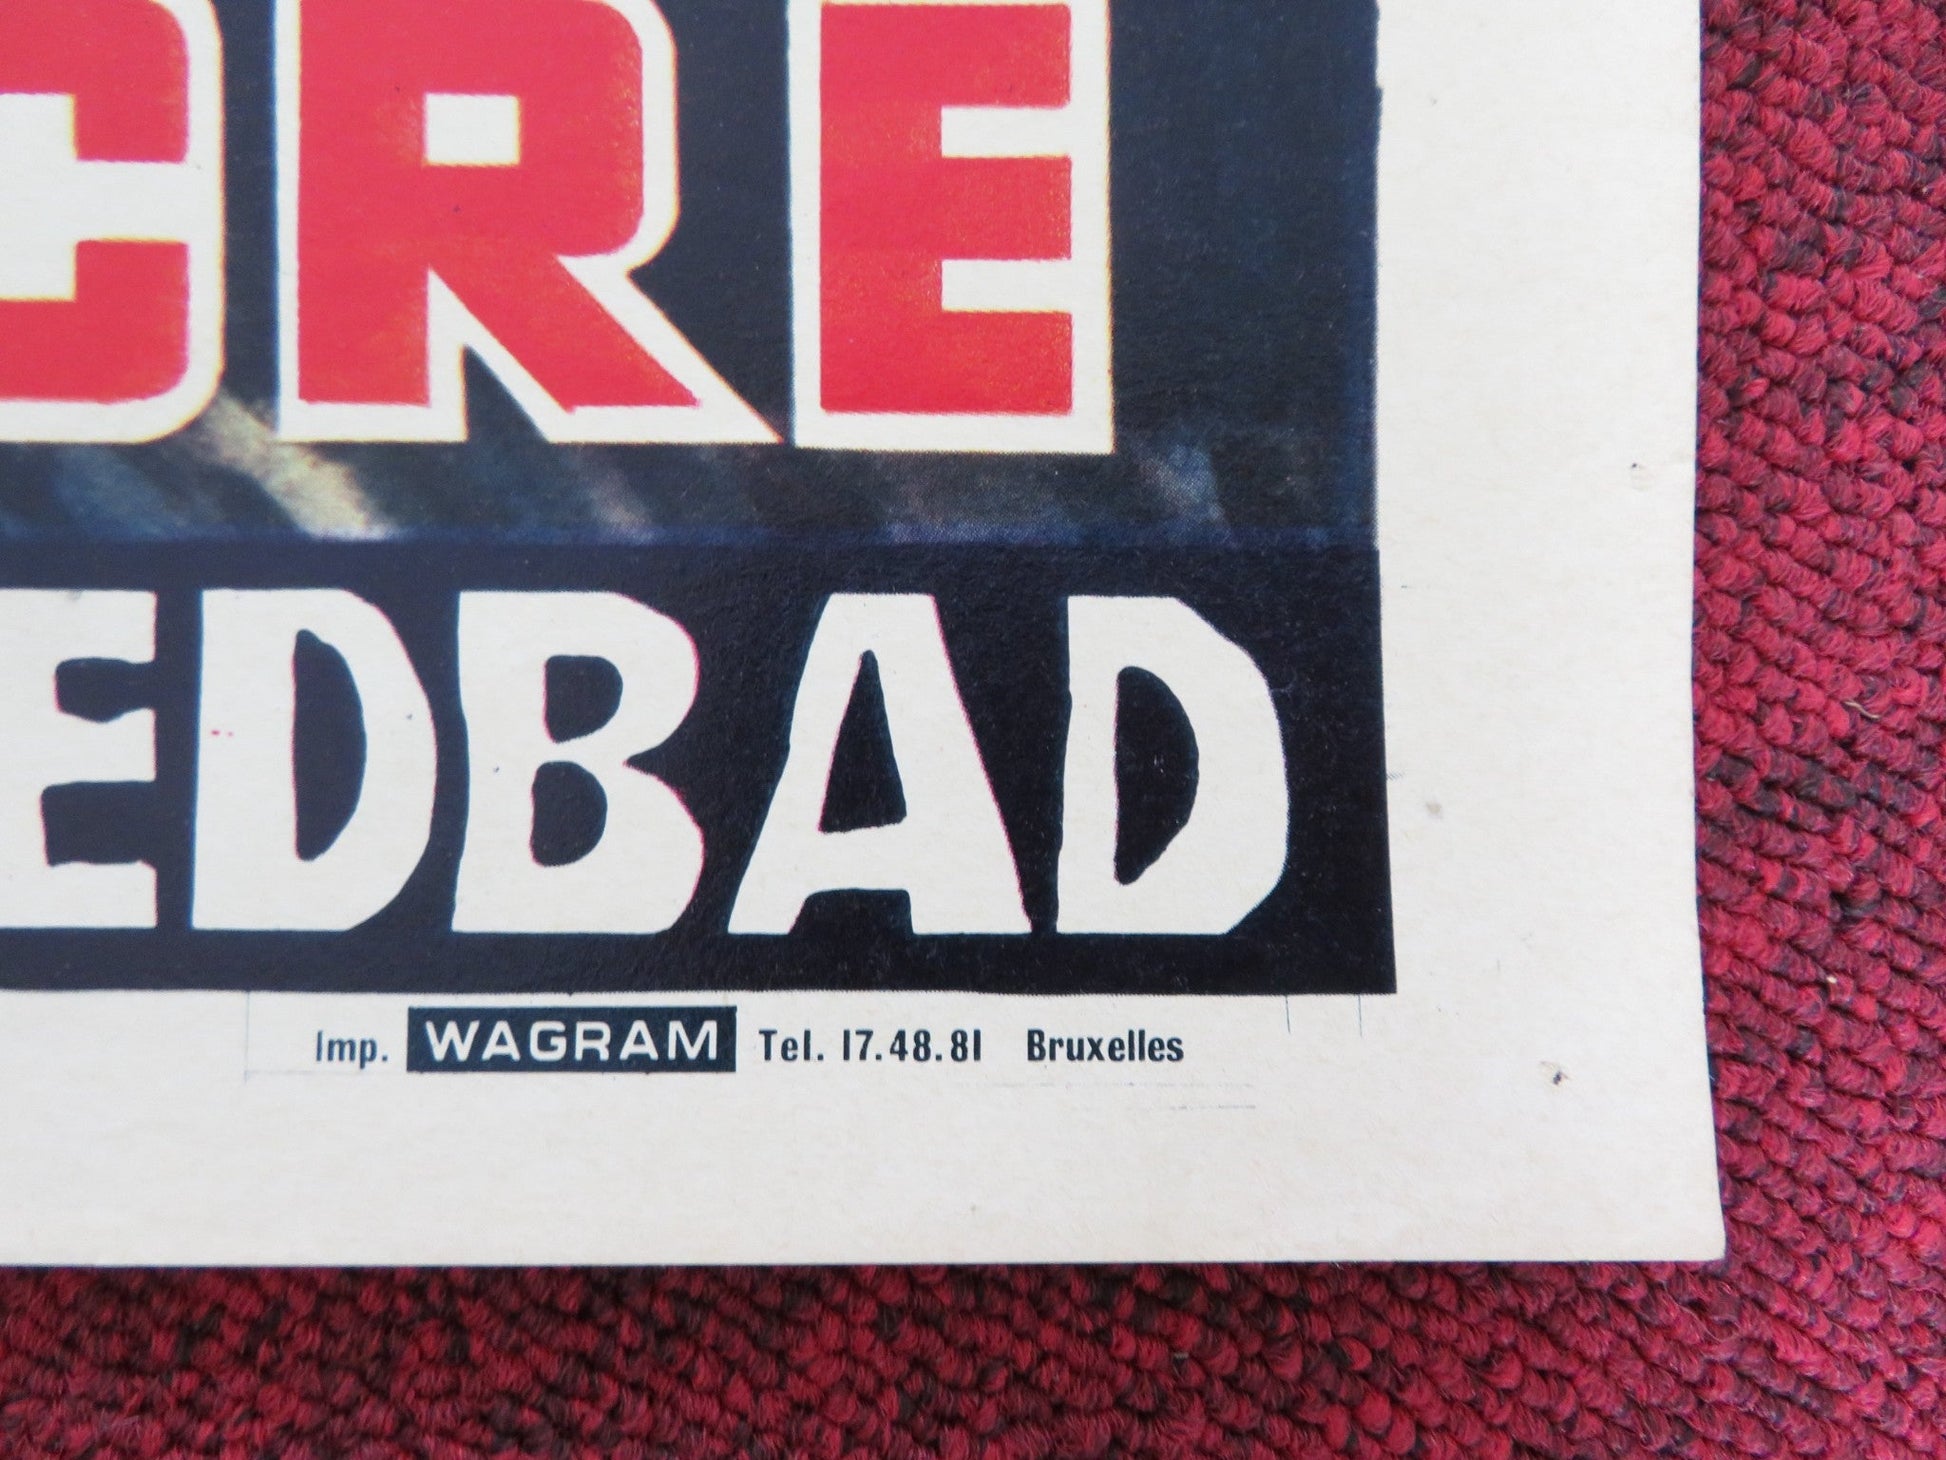 CRE
EDBAD
Imp. WAGRAM Tel. 17.48.81 Bruxelles